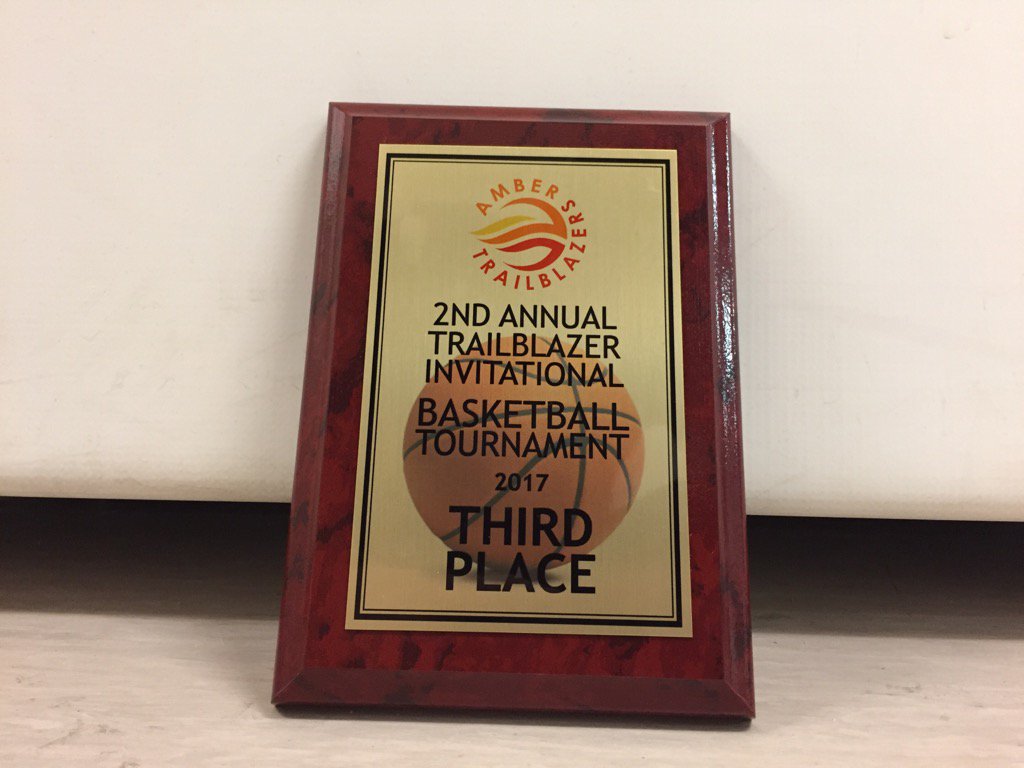 AMBERS
TRAILBLAZERS
2ND ANNUAL
TRAILBLAZER
INVITATIONAL
BASKETBALL
TOURNAMENT
2017
THIRD
PLACE